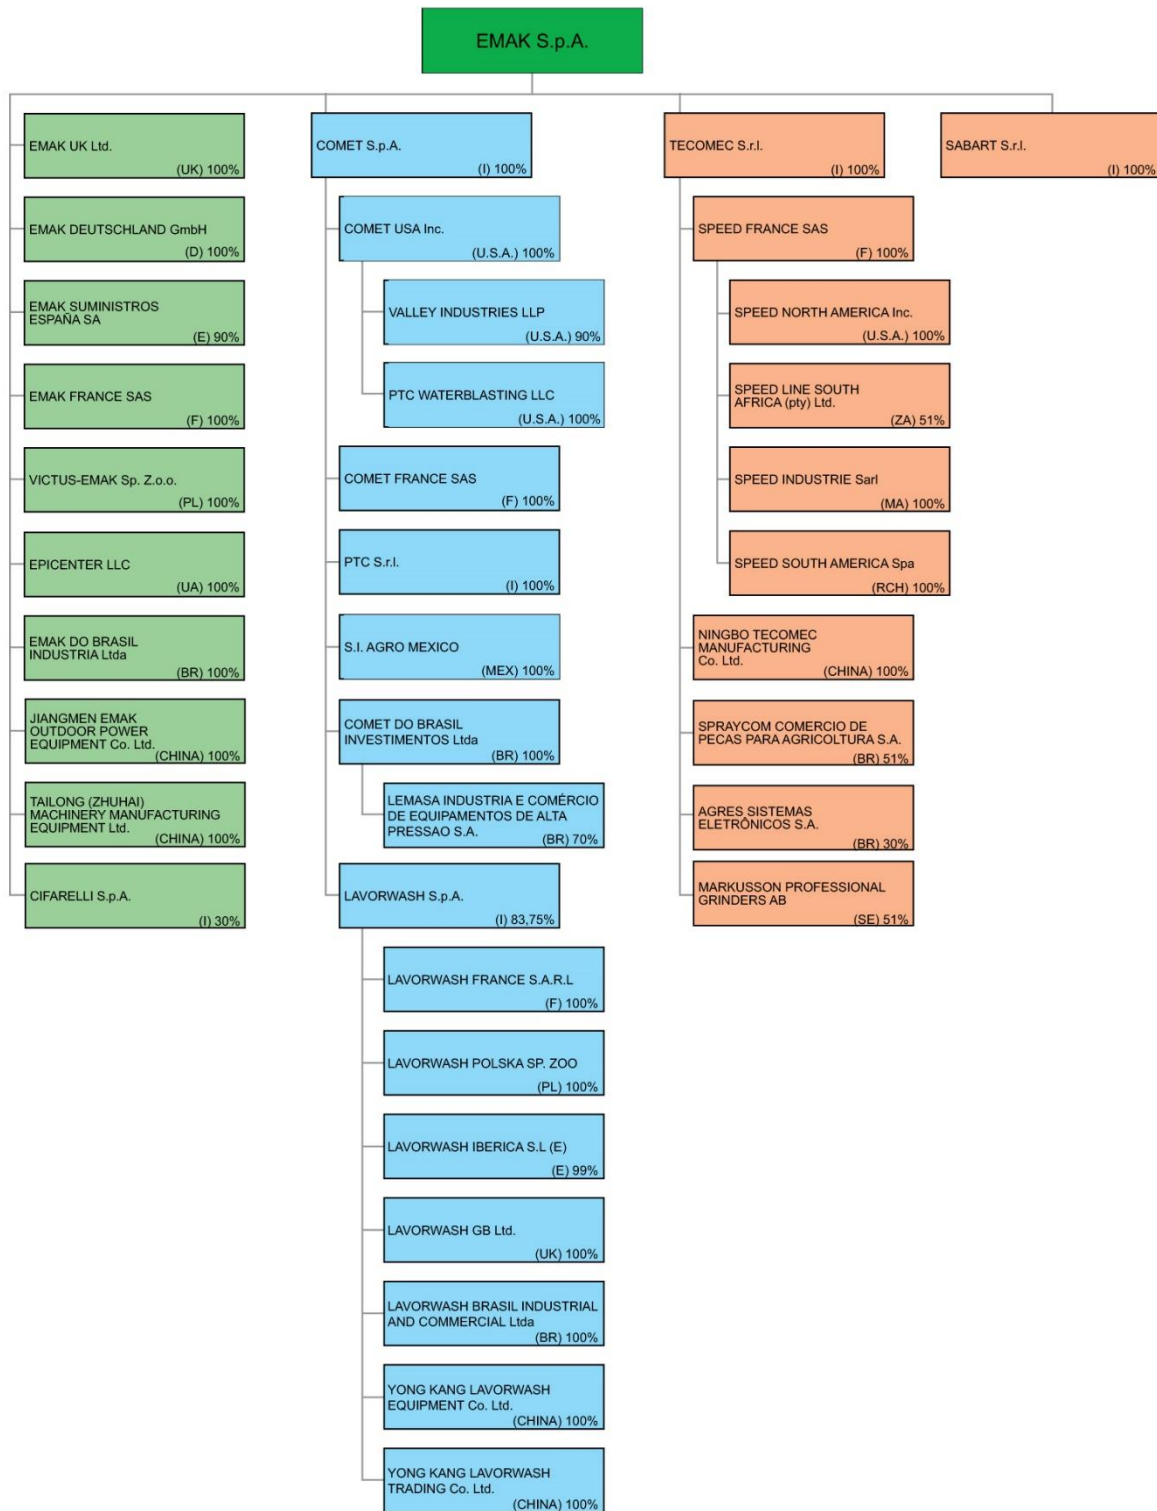 EMAK S.p.A.
EMAK UK Ltd.
(UK) 100%
EMAK DEUTSCHLAND GmbH
(D) 100%
EMAK SUMINISTROS
ESPAÑA SA
(E) 90%
EMAK FRANCE SAS
(F) 100%
VICTUS-EMAK Sp. Z.o.o.
(PL) 100%
EPICENTER LLC
(UA) 100%
EMAK DO BRASIL
INDUSTRIA Ltda
(BR) 100%
JIANGMEN EMAK
OUTDOOR POWER
EQUIPMENT Co. Ltd.
(CHINA) 100%
TAILONG (ZHUHAI)
MACHINERY MANUFACTURING
EQUIPMENT Ltd.
(CHINA) 100%
CIFARELLI S.p.A.
(I) 30%
COMET S.p.A.
(I) 100%
COMET USA Inc.
(U.S.A.) 100%
VALLEY INDUSTRIES LLP
(U.S.A.) 90%
PTC WATERBLASTING LLC
(U.S.A.) 100%
COMET FRANCE SAS
(F) 100%
PTC S.r.l.
(I) 100%
S.I. AGRO MEXICO
(MEX) 100%
COMET DO BRASIL
INVESTIMENTOS Ltda
(BR) 100%
LEMASA INDUSTRIA E COMÉRCIO
DE EQUIPAMENTOS DE ALTA
PRESSAO S.A.
(BR) 70%
LAVORWASH S.p.A.
(I) 83,75%
LAVORWASH FRANCE S.A.R.L
(F) 100%
LAVORWASH POLSKA SP. ZOO
(PL) 100%
LAVORWASH IBERICA S.L (E)
(E) 99%
LAVORWASH GB Ltd.
(UK) 100%
LAVORWASH BRASIL INDUSTRIAL
AND COMMERCIAL Ltda
(BR) 100%
YONG KANG LAVORWASH
EQUIPMENT Co. Ltd.
(CHINA) 100%
YONG KANG LAVORWASH
TRADING Co. Ltd.
(CHINA) 100%
TECOMEC S.r.l.
(I) 100%
SPEED FRANCE SAS
(F) 100%
SPEED NORTH AMERICA Inc.
(U.S.A.) 100%
SPEED LINE SOUTH
AFRICA (pty) Ltd.
(ZA) 51%
SPEED INDUSTRIE Sarl
(MA) 100%
SPEED SOUTH AMERICA Spa
(RCH) 100%
NINGBO TECOMEC
MANUFACTURING
Co. Ltd.
(CHINA) 100%
SPRAYCOM COMERCIO DE
PECAS PARA AGRICOLTURA S.A.
(BR) 51%
AGRES SISTEMAS
ELETRÔNICOS S.A.
(BR) 30%
MARKUSSON PROFESSIONAL
GRINDERS AB
(SE) 51%
SABART S.r.l.
(I) 100%